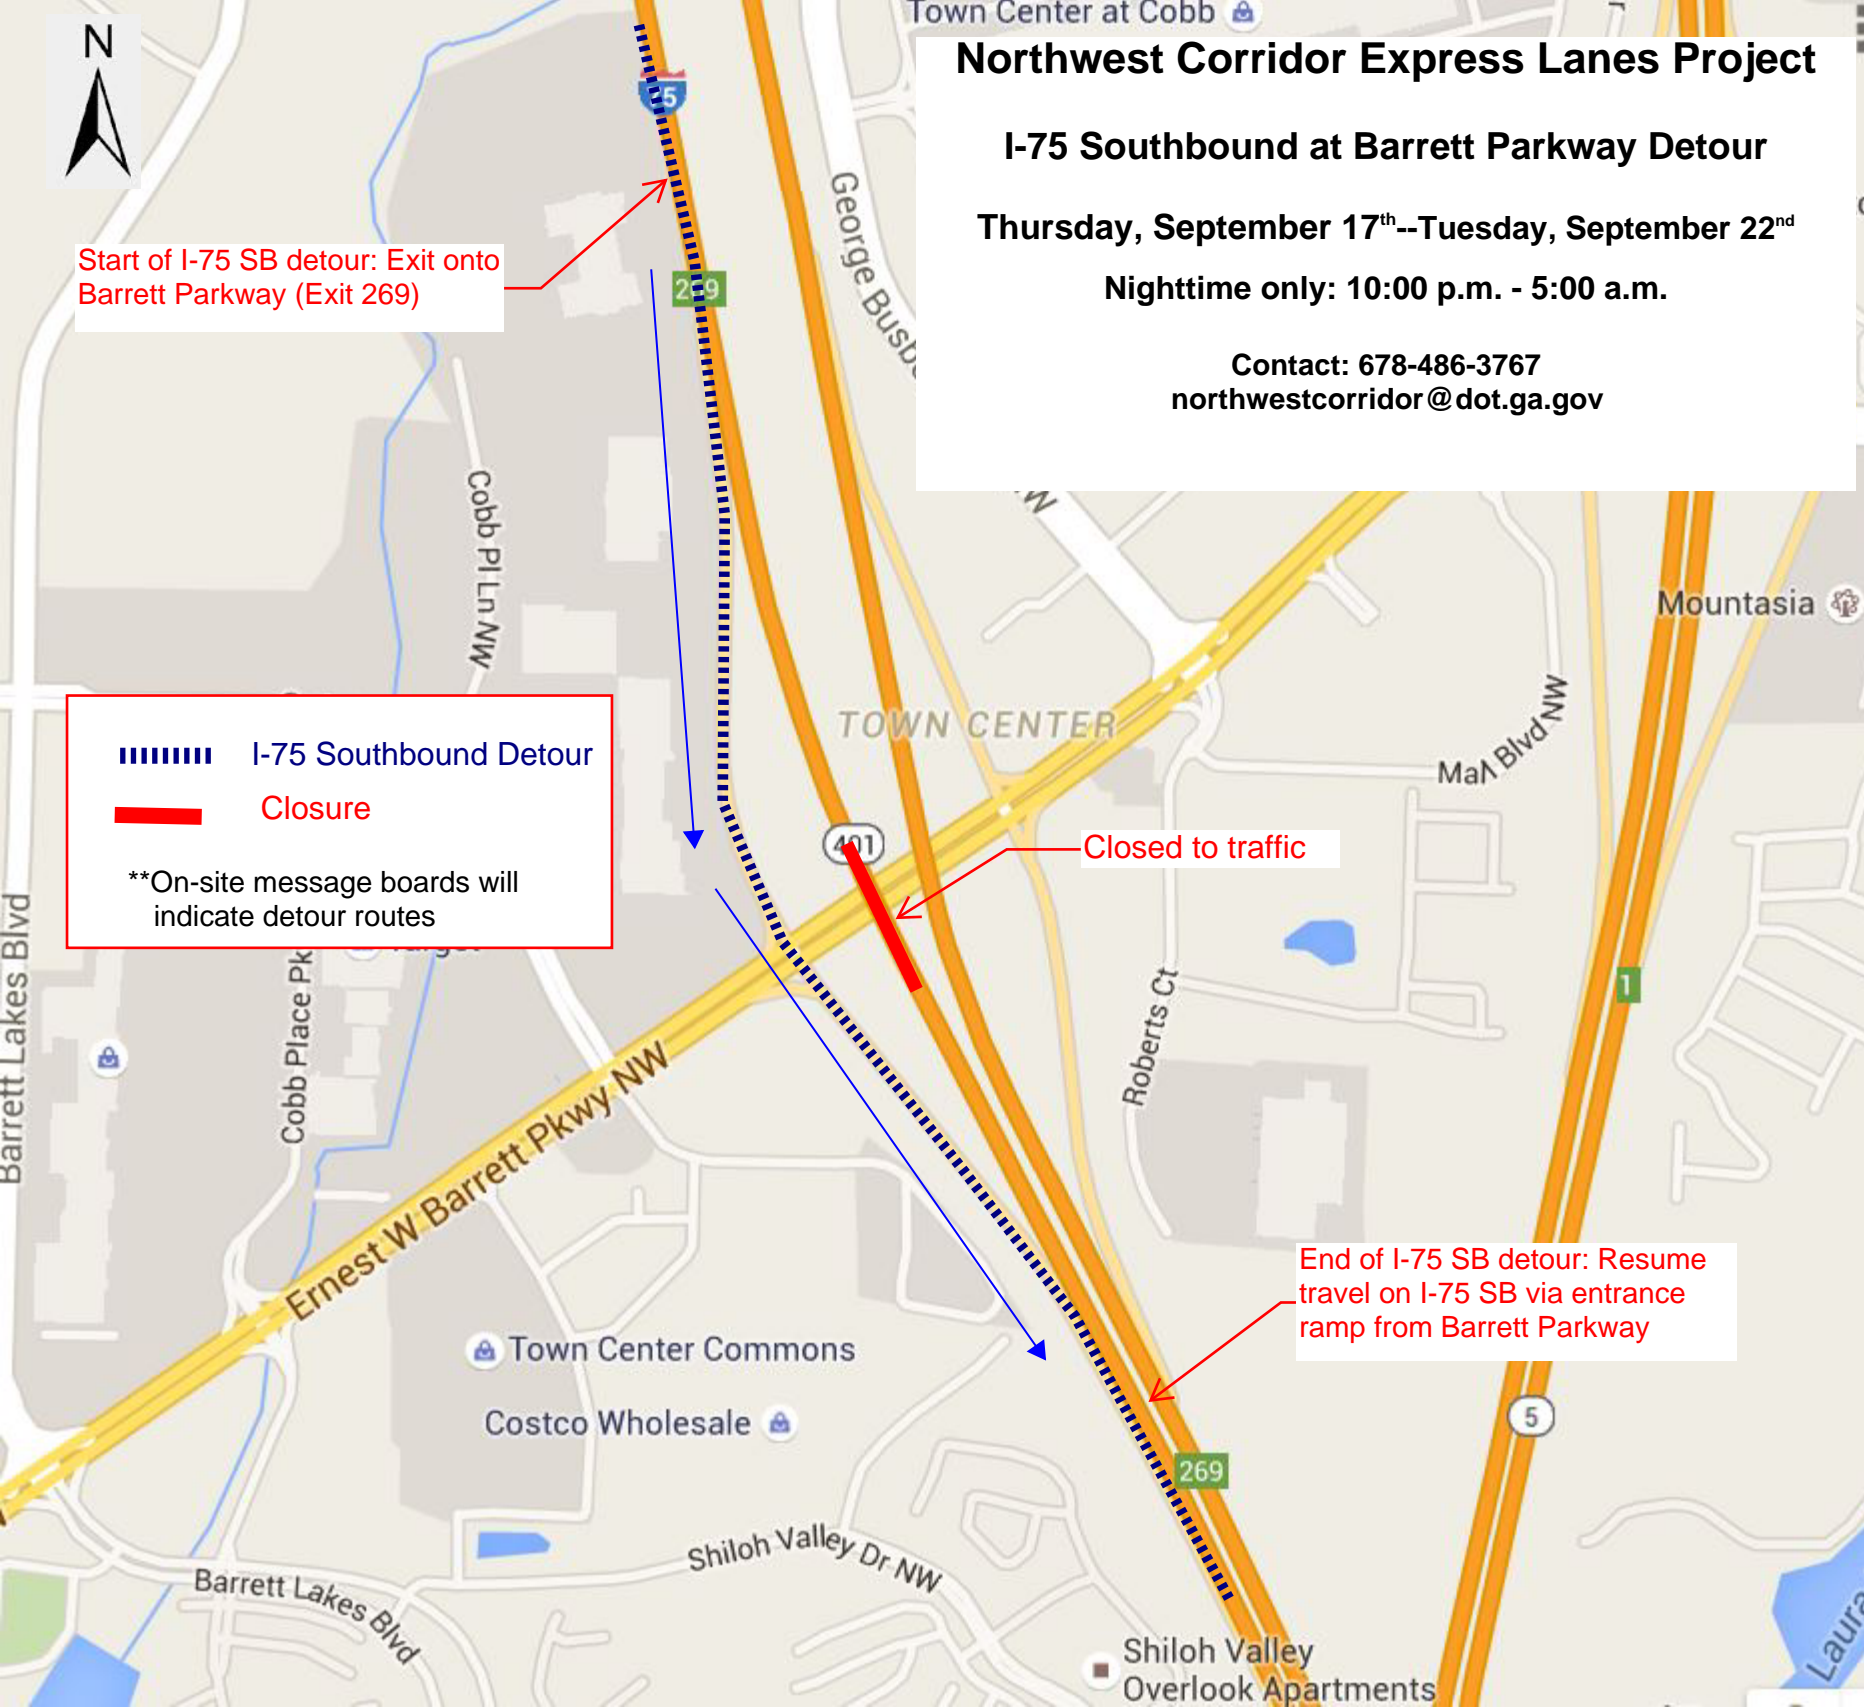 Town Center at Cobb
N
Northwest Corridor Express Lanes Project
I-75 Southbound at Barrett Parkway Detour
Thursday, September 17th--Tuesday, September 22nd
Nighttime only: 10:00 p.m. - 5:00 a.m.
Contact: 678-486-3767
northwestcorridor@dot.ga.gov
75
Start of I-75 SB detour: Exit onto
Barrett Parkway (Exit 269)
269
George Busb
W
Cobb Pl Ln NW
Mountasia
TOWN CENTER
Mall Blvd NW
I-75 Southbound Detour
Closure
**On-site message boards will
indicate detour routes
401
Closed to traffic
Barrett Lakes Blvd
Cobb Place Pk
Roberts Ct
1
Ernest W Barrett Pkwy NW
End of I-75 SB detour: Resume
travel on I-75 SB via entrance
ramp from Barrett Parkway
Town Center Commons
Costco Wholesale
5
269
Shiloh Valley Dr NW
Barrett Lakes Blvd
Shiloh Valley
Overlook Apartments
Laura